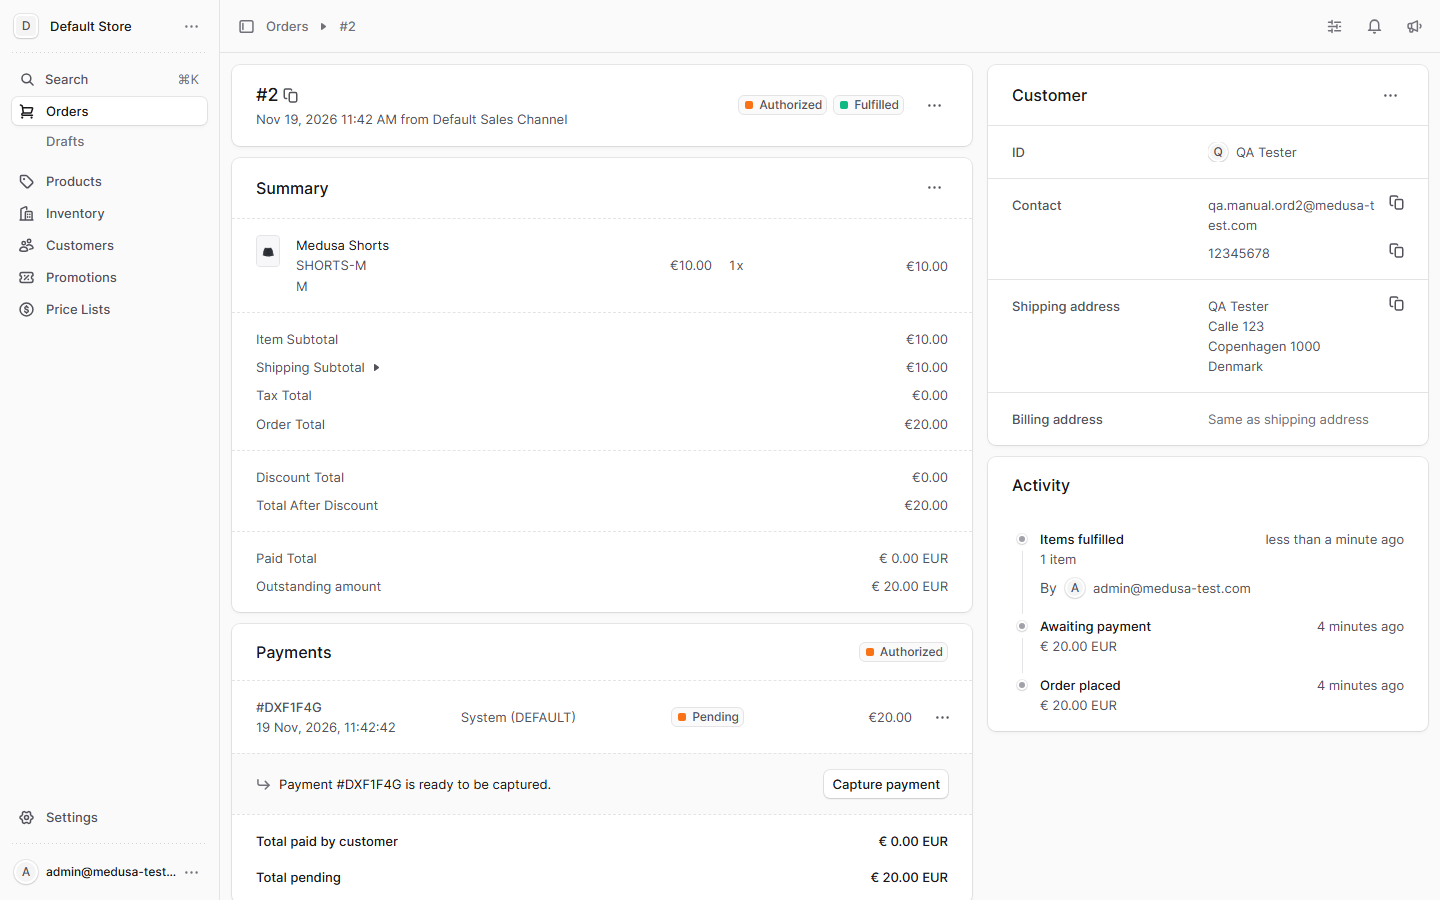 D Default Store
Search ⌘K
Orders
Drafts
Products
Inventory
Customers
Promotions
Price Lists
Settings
A admin@medusa-test...
Orders #2
#2
Nov 19, 2026 11:42 AM from Default Sales Channel
Authorized Fulfilled
Summary
Medusa Shorts
SHORTS-M
M
€10.00 1x €10.00
Item Subtotal €10.00
Shipping Subtotal €10.00
Tax Total €0.00
Order Total €20.00
Discount Total €0.00
Total After Discount €20.00
Paid Total € 0.00 EUR
Outstanding amount € 20.00 EUR
Payments Authorized
#DXF1F4G
19 Nov, 2026, 11:42:42
System (DEFAULT) Pending €20.00
Payment #DXF1F4G is ready to be captured. Capture payment
Total paid by customer € 0.00 EUR
Total pending € 20.00 EUR
Customer
ID Q QA Tester
Contact qa.manual.ord2@medusa-t
est.com
12345678
Shipping address QA Tester
Calle 123
Copenhagen 1000
Denmark
Billing address Same as shipping address
Activity
Items fulfilled less than a minute ago
1 item
By A admin@medusa-test.com
Awaiting payment 4 minutes ago
€ 20.00 EUR
Order placed 4 minutes ago
€ 20.00 EUR